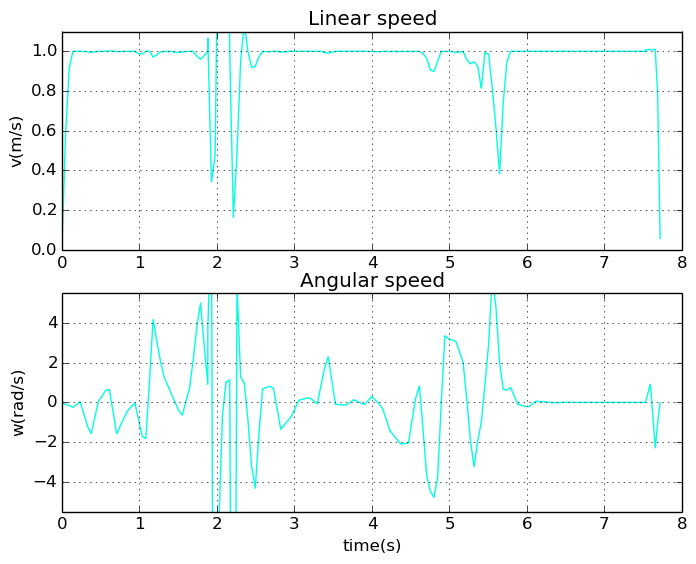 Linear speed
v(m/s)
1.0
0.8
0.6
0.4
0.2
0.0
0 1 2 3 4 5 6 7 8
Angular speed
w(rad/s)
4
2
0
−2
−4
0 1 2 3 4 5 6 7 8
time(s)